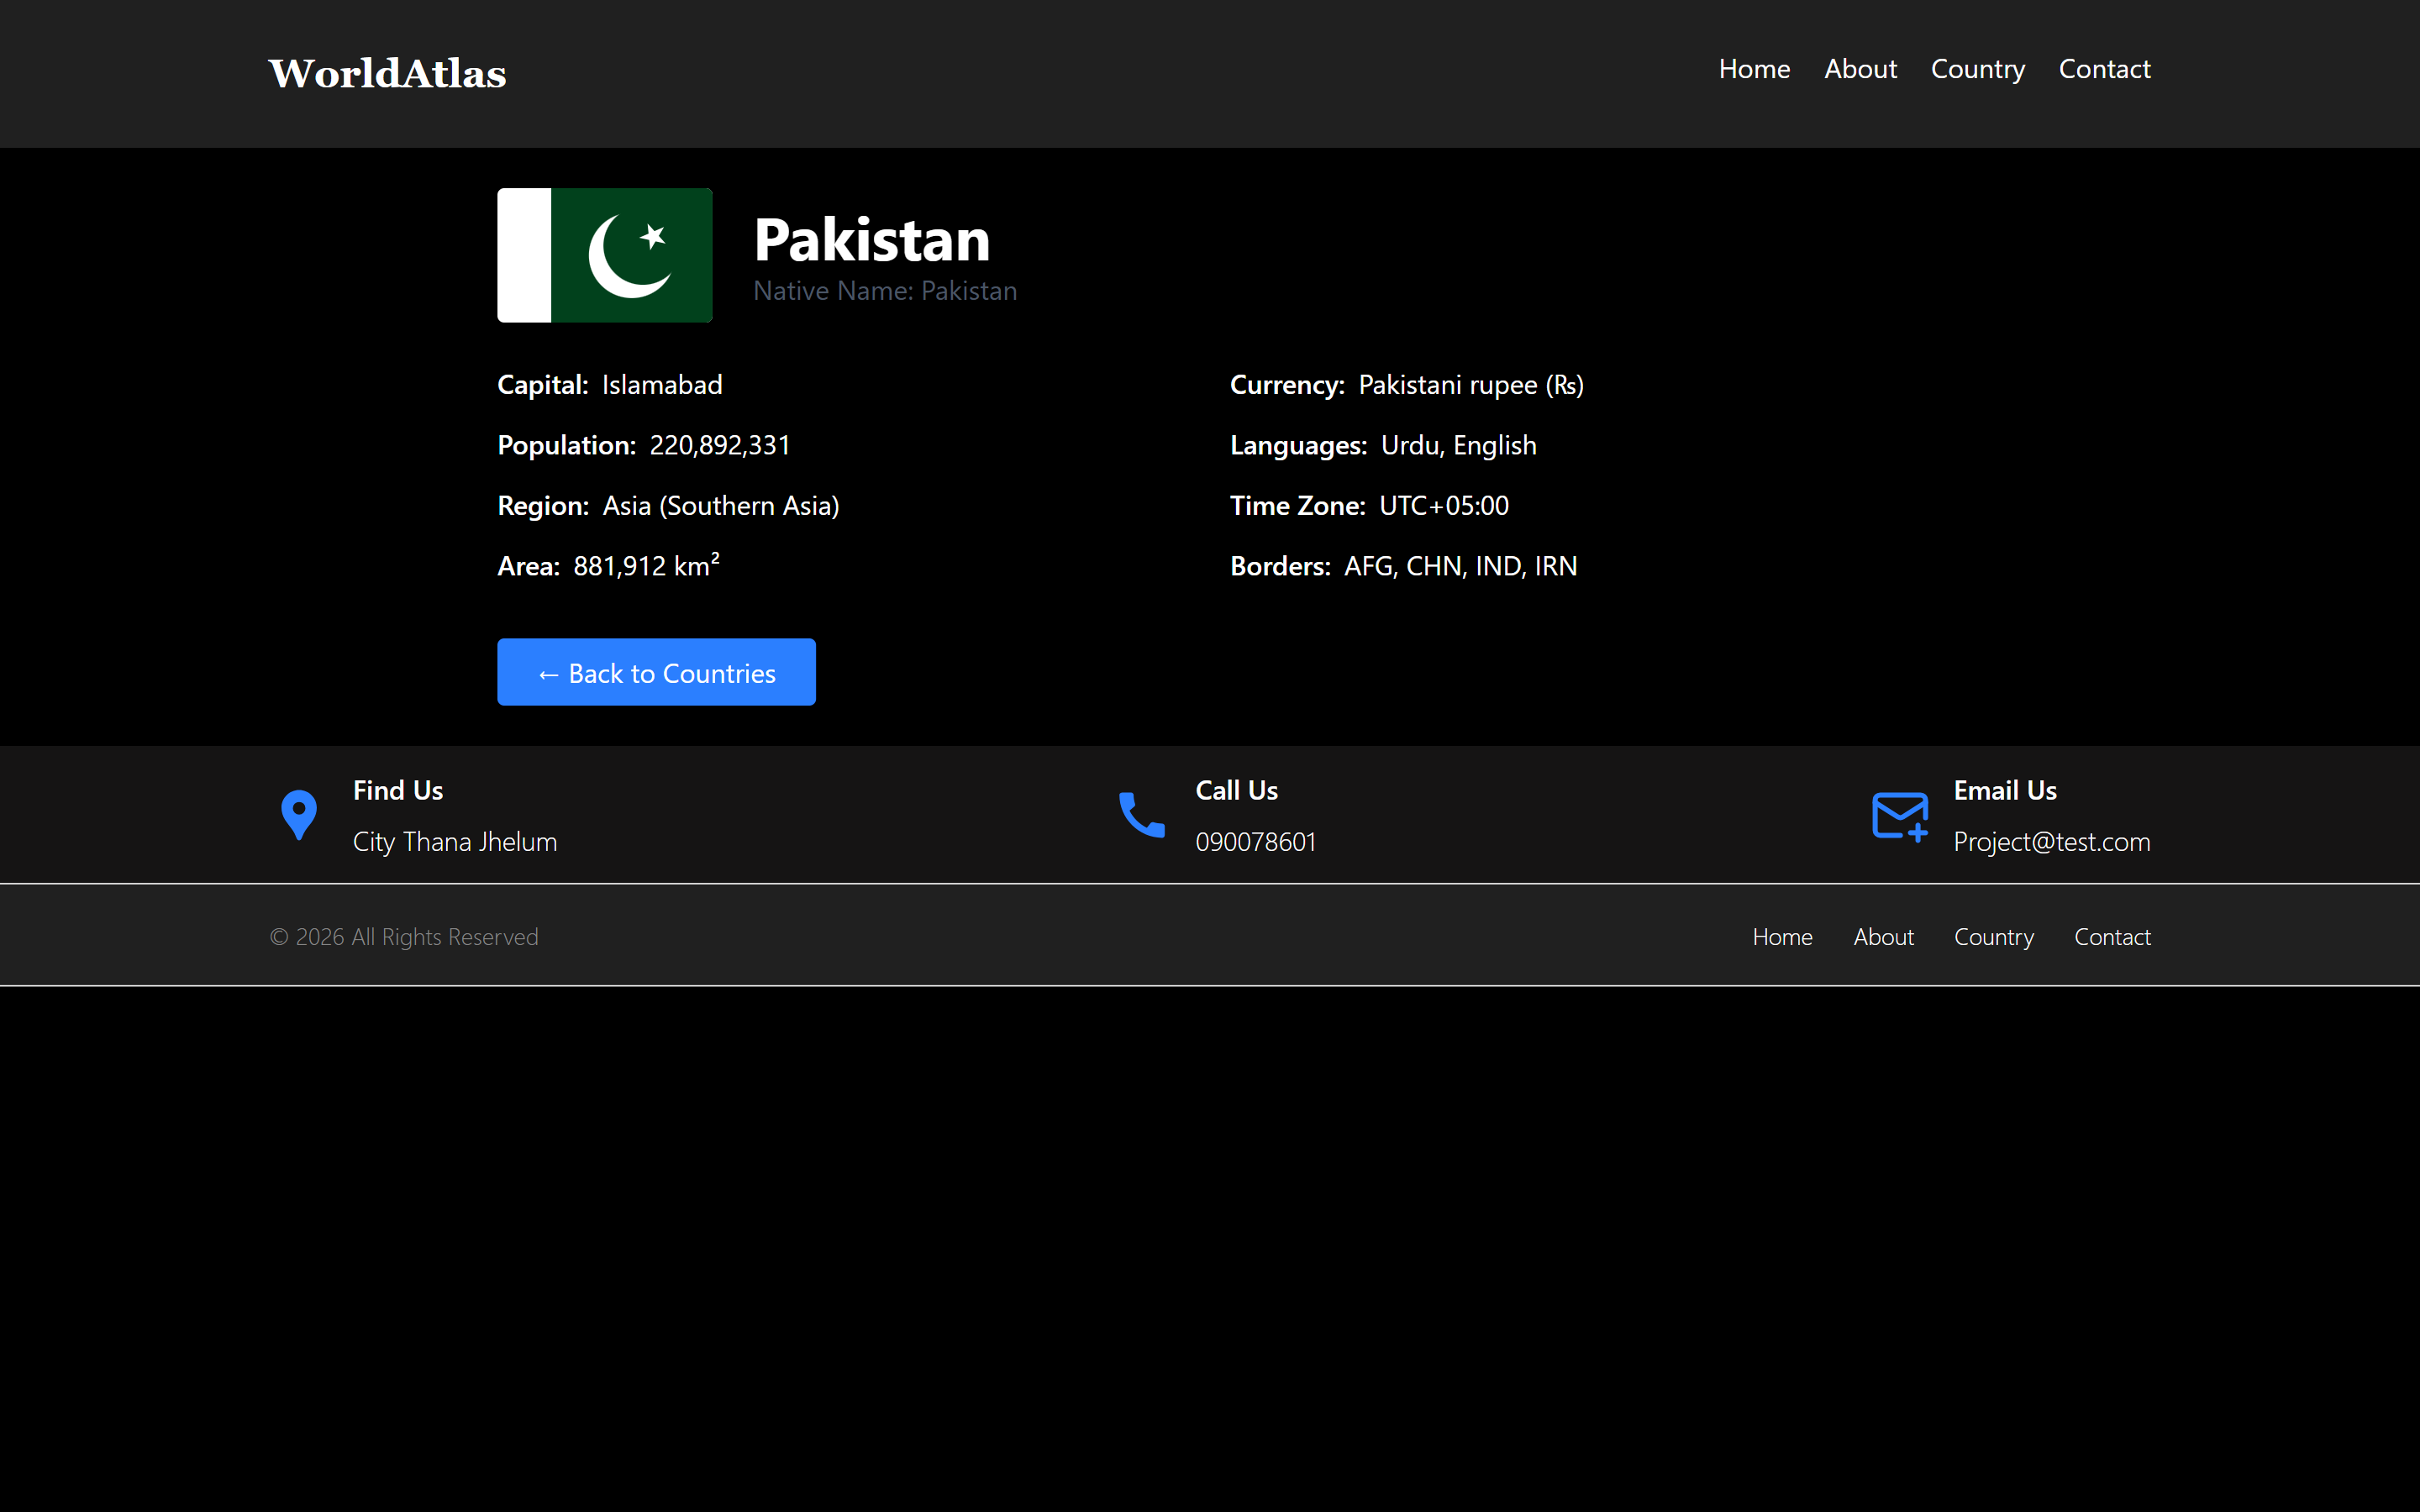 WorldAtlas
Home About Country Contact
Pakistan
Native Name: Pakistan
Capital: Islamabad
Population: 220,892,331
Region: Asia (Southern Asia)
Area: 881,912 km²
Currency: Pakistani rupee (₨)
Languages: Urdu, English
Time Zone: UTC+05:00
Borders: AFG, CHN, IND, IRN
← Back to Countries
Find Us
City Thana Jhelum
Call Us
090078601
Email Us
Project@test.com
© 2026 All Rights Reserved
Home About Country Contact